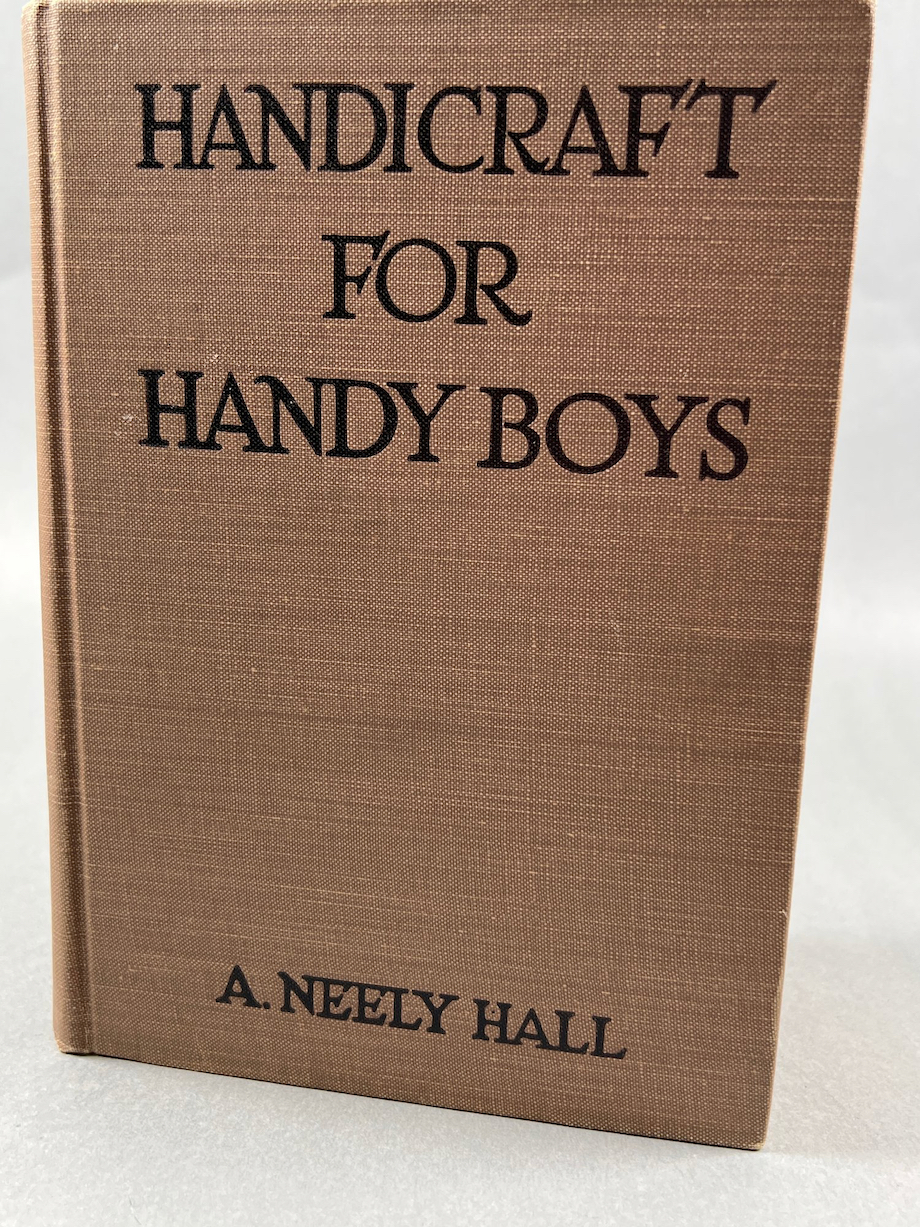 HANDICRAFT
FOR
HANDY BOYS
A. NEELY HALL